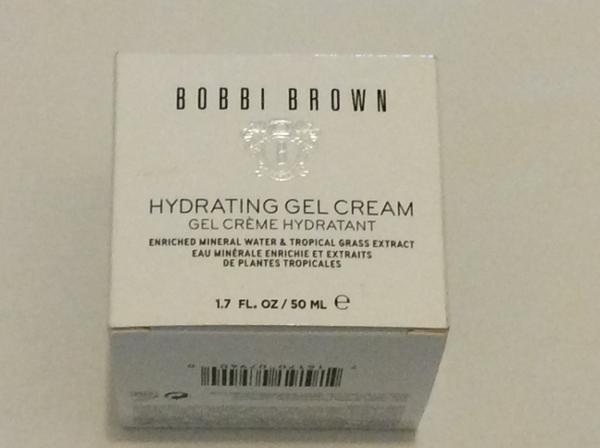 BOBBI BROWN
B
HYDRATING GEL CREAM
GEL CRÈME HYDRATANT
ENRICHED MINERAL WATER & TROPICAL GRASS EXTRACT
EAU MINÉRALE ENRICHIE ET EXTRAITS
DE PLANTES TROPICALES
1.7 FL. OZ / 50 ML ℮